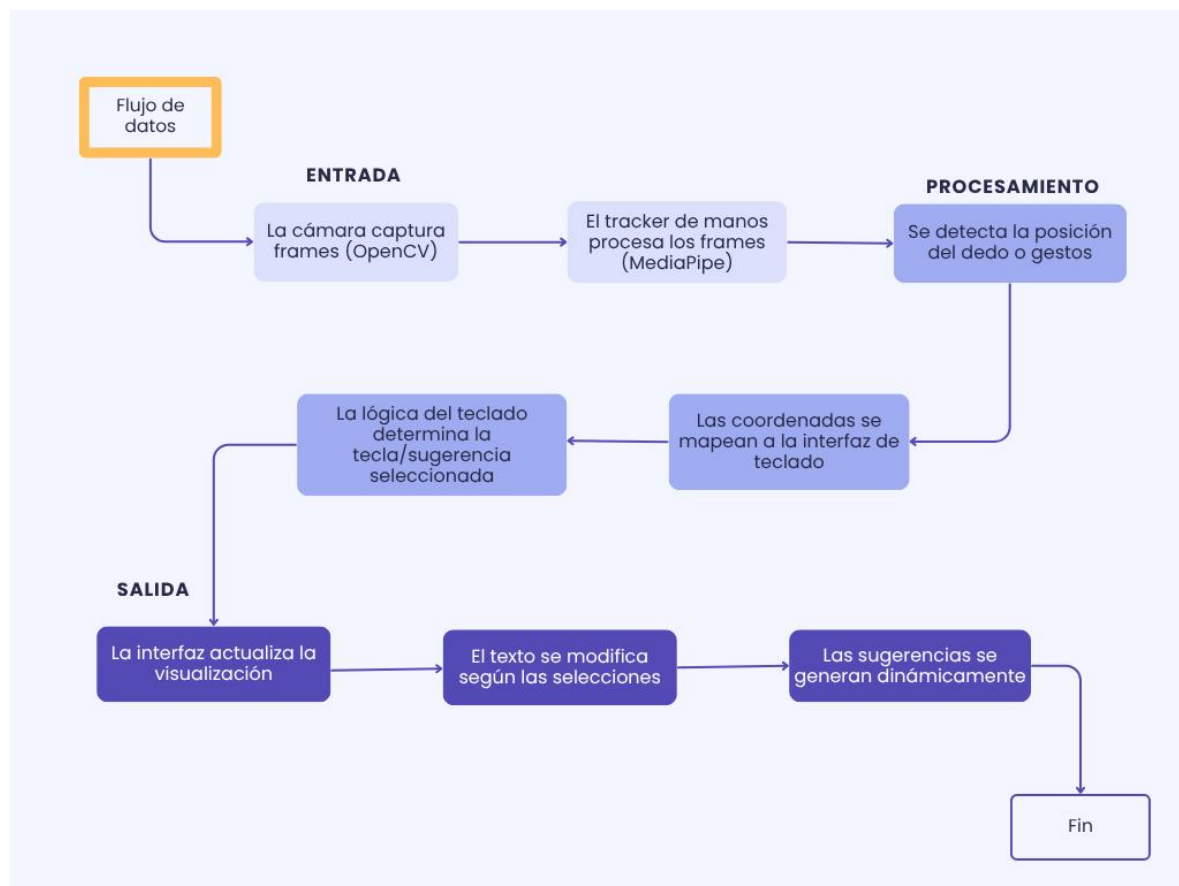 Flujo de
datos
ENTRADA
La cámara captura
frames (OpenCV)
El tracker de manos
procesa los frames
(MediaPipe)
PROCESAMIENTO
Se detecta la posición
del dedo o gestos
Las coordenadas se
mapean a la interfaz de
teclado
La lógica del teclado
determina la
tecla/sugerencia
seleccionada
SALIDA
La interfaz actualiza la
visualización
El texto se modifica
según las selecciones
Las sugerencias se
generan dinámicamente
Fin